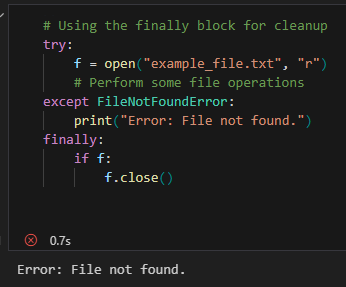 # Using the finally block for cleanup
try:
    f = open("example_file.txt", "r")
    # Perform some file operations
except FileNotFoundError:
    print("Error: File not found.")
finally:
    if f:
        f.close()
0.7s
Error: File not found.